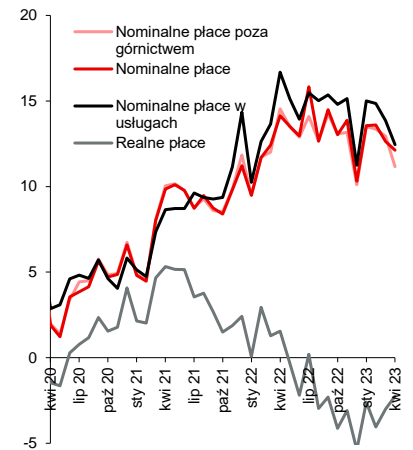 20
15
10
5
0
-5
Nominalne płace poza
górnictwem
Nominalne płace
Nominalne płace w
usługach
Realne płace
kwi 20
lip 20
paź 20
sty 21
kwi 21
lip 21
paź 21
sty 22
kwi 22
lip 22
paź 22
sty 23
kwi 23